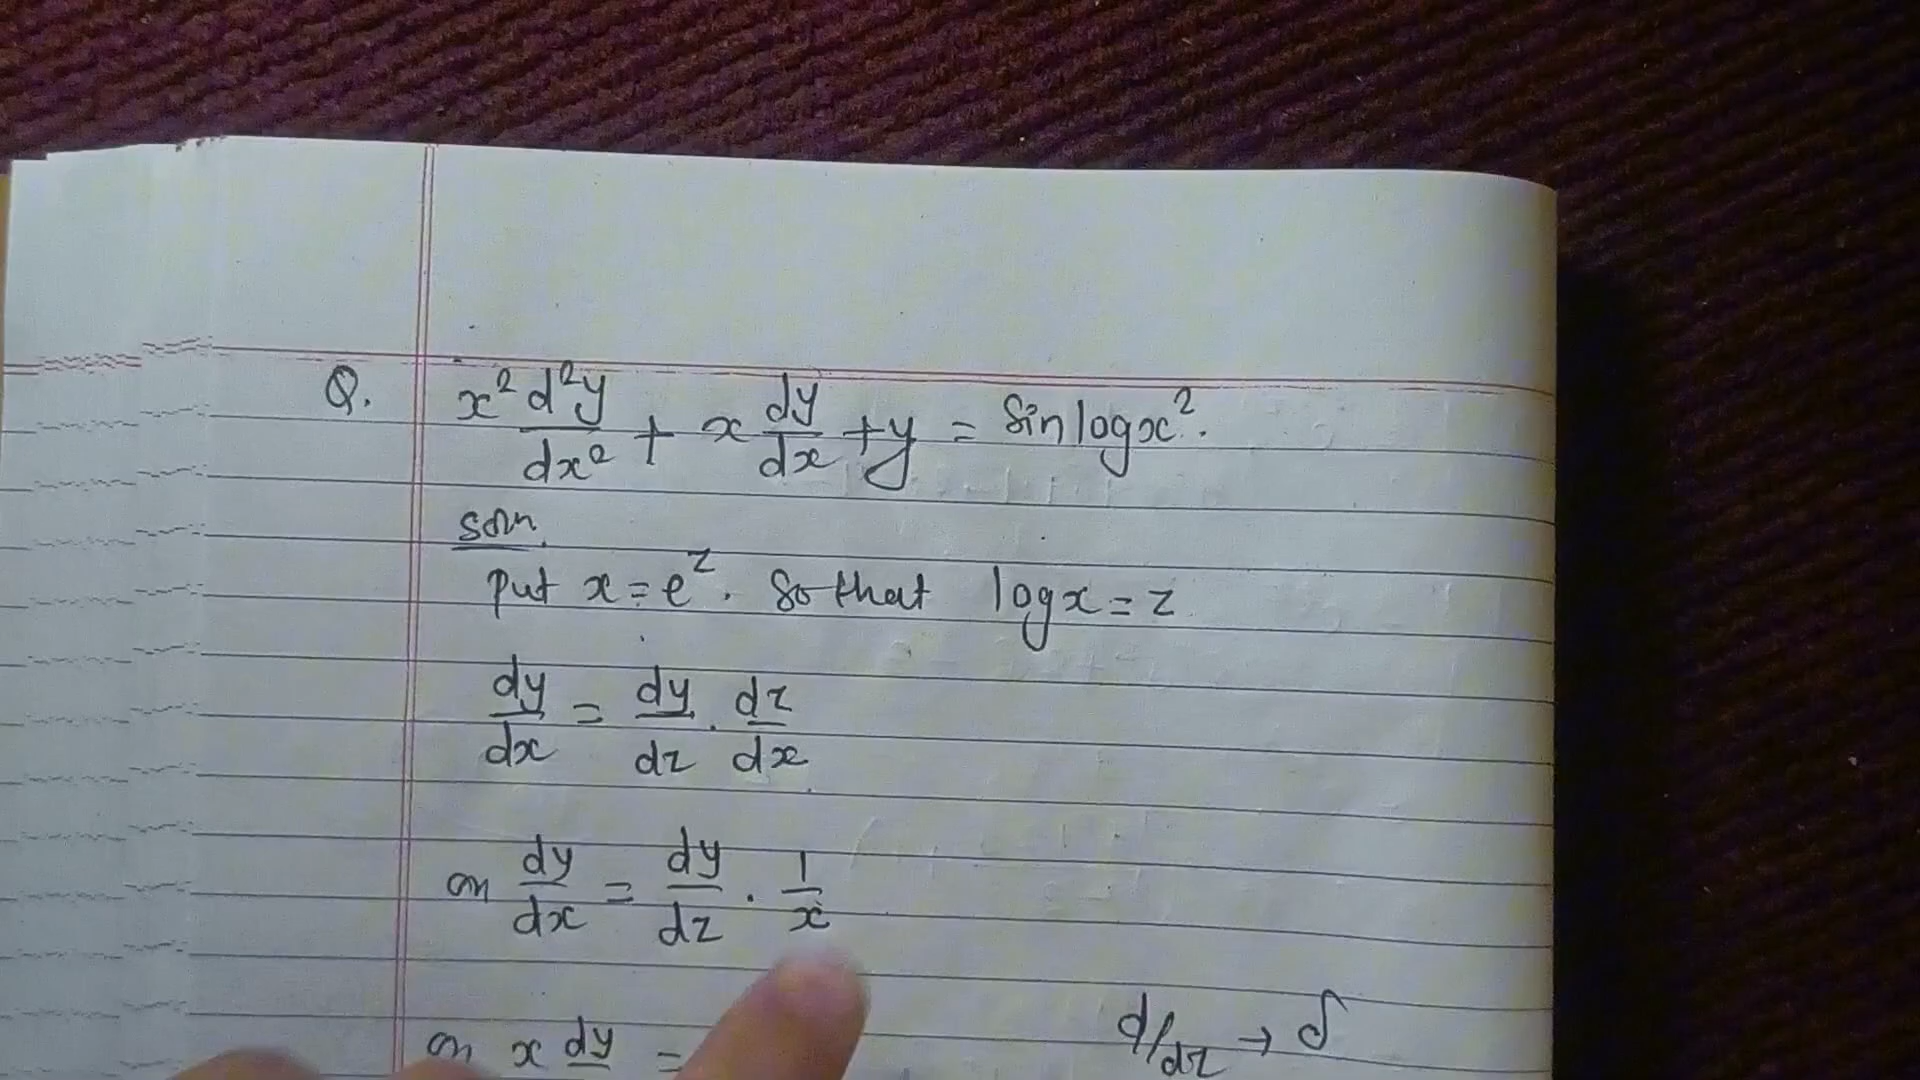 Q. x² d²y/dx² + x dy/dx + y = Sin log x².
soln.
put x = e^z. So that log x = z
dy/dx = dy/dz . dz/dx
or dy/dx = dy/dz . 1/x
or x dy =
d/dz → δ